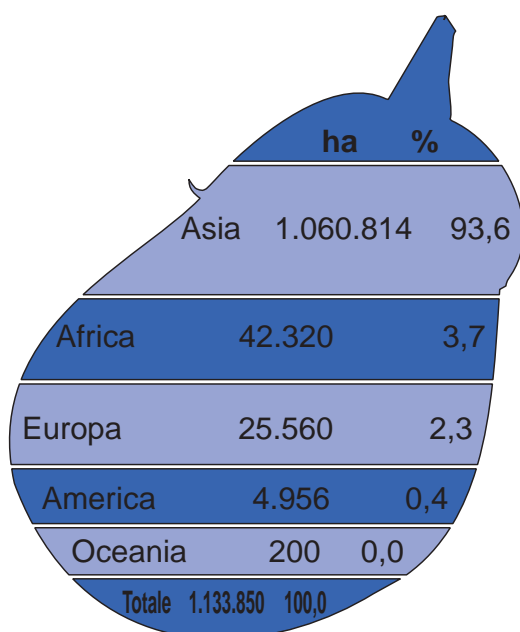 ha %
Asia 1.060.814 93,6
Africa 42.320 3,7
Europa 25.560 2,3
America 4.956 0,4
Oceania 200 0,0
Totale 1.133.850 100,0